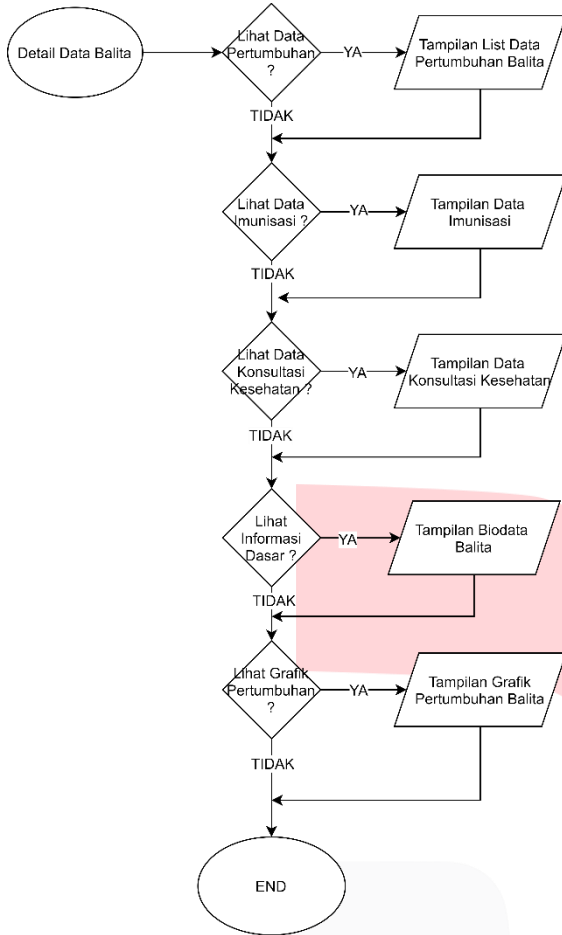 Detail Data Balita
Lihat Data
Pertumbuhan
?
YA
Tampilan List Data
Pertumbuhan Balita
TIDAK
Lihat Data
Imunisasi ?
YA
Tampilan Data
Imunisasi
TIDAK
Lihat Data
Konsultasi
Kesehatan ?
YA
Tampilan Data
Konsultasi Kesehatan
TIDAK
Lihat
Informasi
Dasar ?
YA
Tampilan Biodata
Balita
TIDAK
Lihat Grafik
Pertumbuhan
?
YA
Tampilan Grafik
Pertumbuhan Balita
TIDAK
END